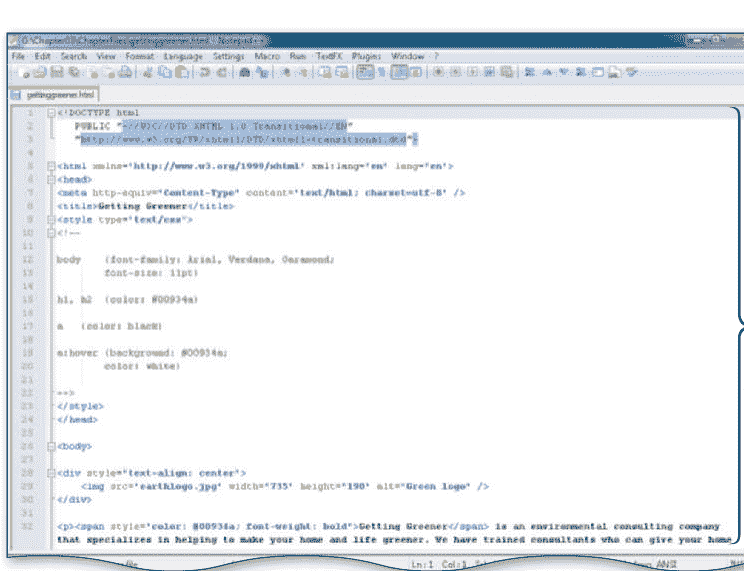 File Edit Search View Format Language Settings Macro Run TextFX Plugins Window ?
gettinggreener.html
1 <!DOCTYPE html
2 PUBLIC "-//W3C//DTD XHTML 1.0 Transitional//EN"
3 "http://www.w3.org/TR/xhtml1/DTD/xhtml1-transitional.dtd">
4
5 <html xmlns="http://www.w3.org/1999/xhtml" xml:lang="en" lang="en">
6 <head>
7 <meta http-equiv="Content-Type" content="text/html; charset=utf-8" />
8 <title>Getting Greener</title>
9 <style type="text/css">
10 <!--
11
12 body {font-family: Arial, Verdana, Garamond;
13 font-size: 11pt}
14
15 h1, h2 {color: #00934a}
16
17 a {color: black}
18
19 a:hover {background: #00934a;
20 color: white}
21
22 -->
23 </style>
24 </head>
25
26 <body>
27
28 <div style="text-align: center">
29 <img src="earthlogo.jpg" width="735" height="190" alt="Green logo" />
30 </div>
31
32 <p><span style="color: #00934a; font-weight: bold">Getting Greener</span> is an environmental consulting company
that specializes in helping to make your home and life greener. We have trained consultants who can give your home
Ln:1 Col:1
ANSI